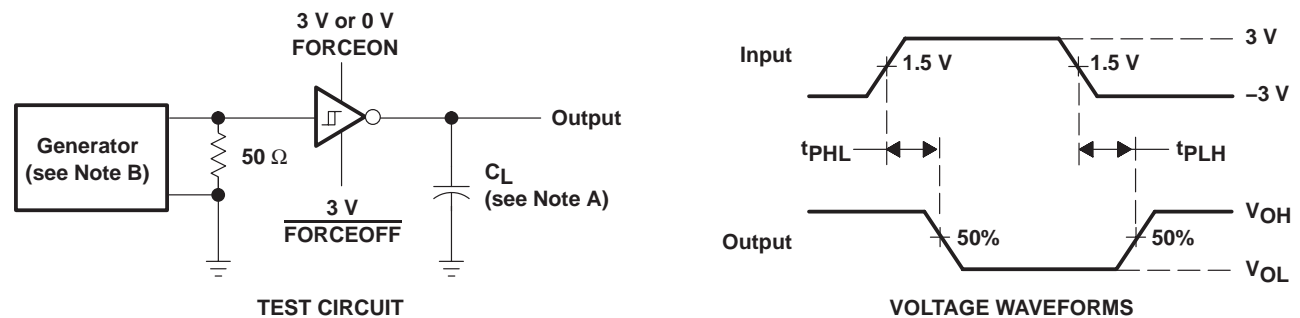 3 V or 0 V
FORCEON
Generator
(see Note B)
50 Ω
Output
CL
(see Note A)
3 V
FORCEOFF
TEST CIRCUIT
Input
3 V
1.5 V
1.5 V
–3 V
tPHL
tPLH
Output
50%
50%
VOH
VOL
VOLTAGE WAVEFORMS